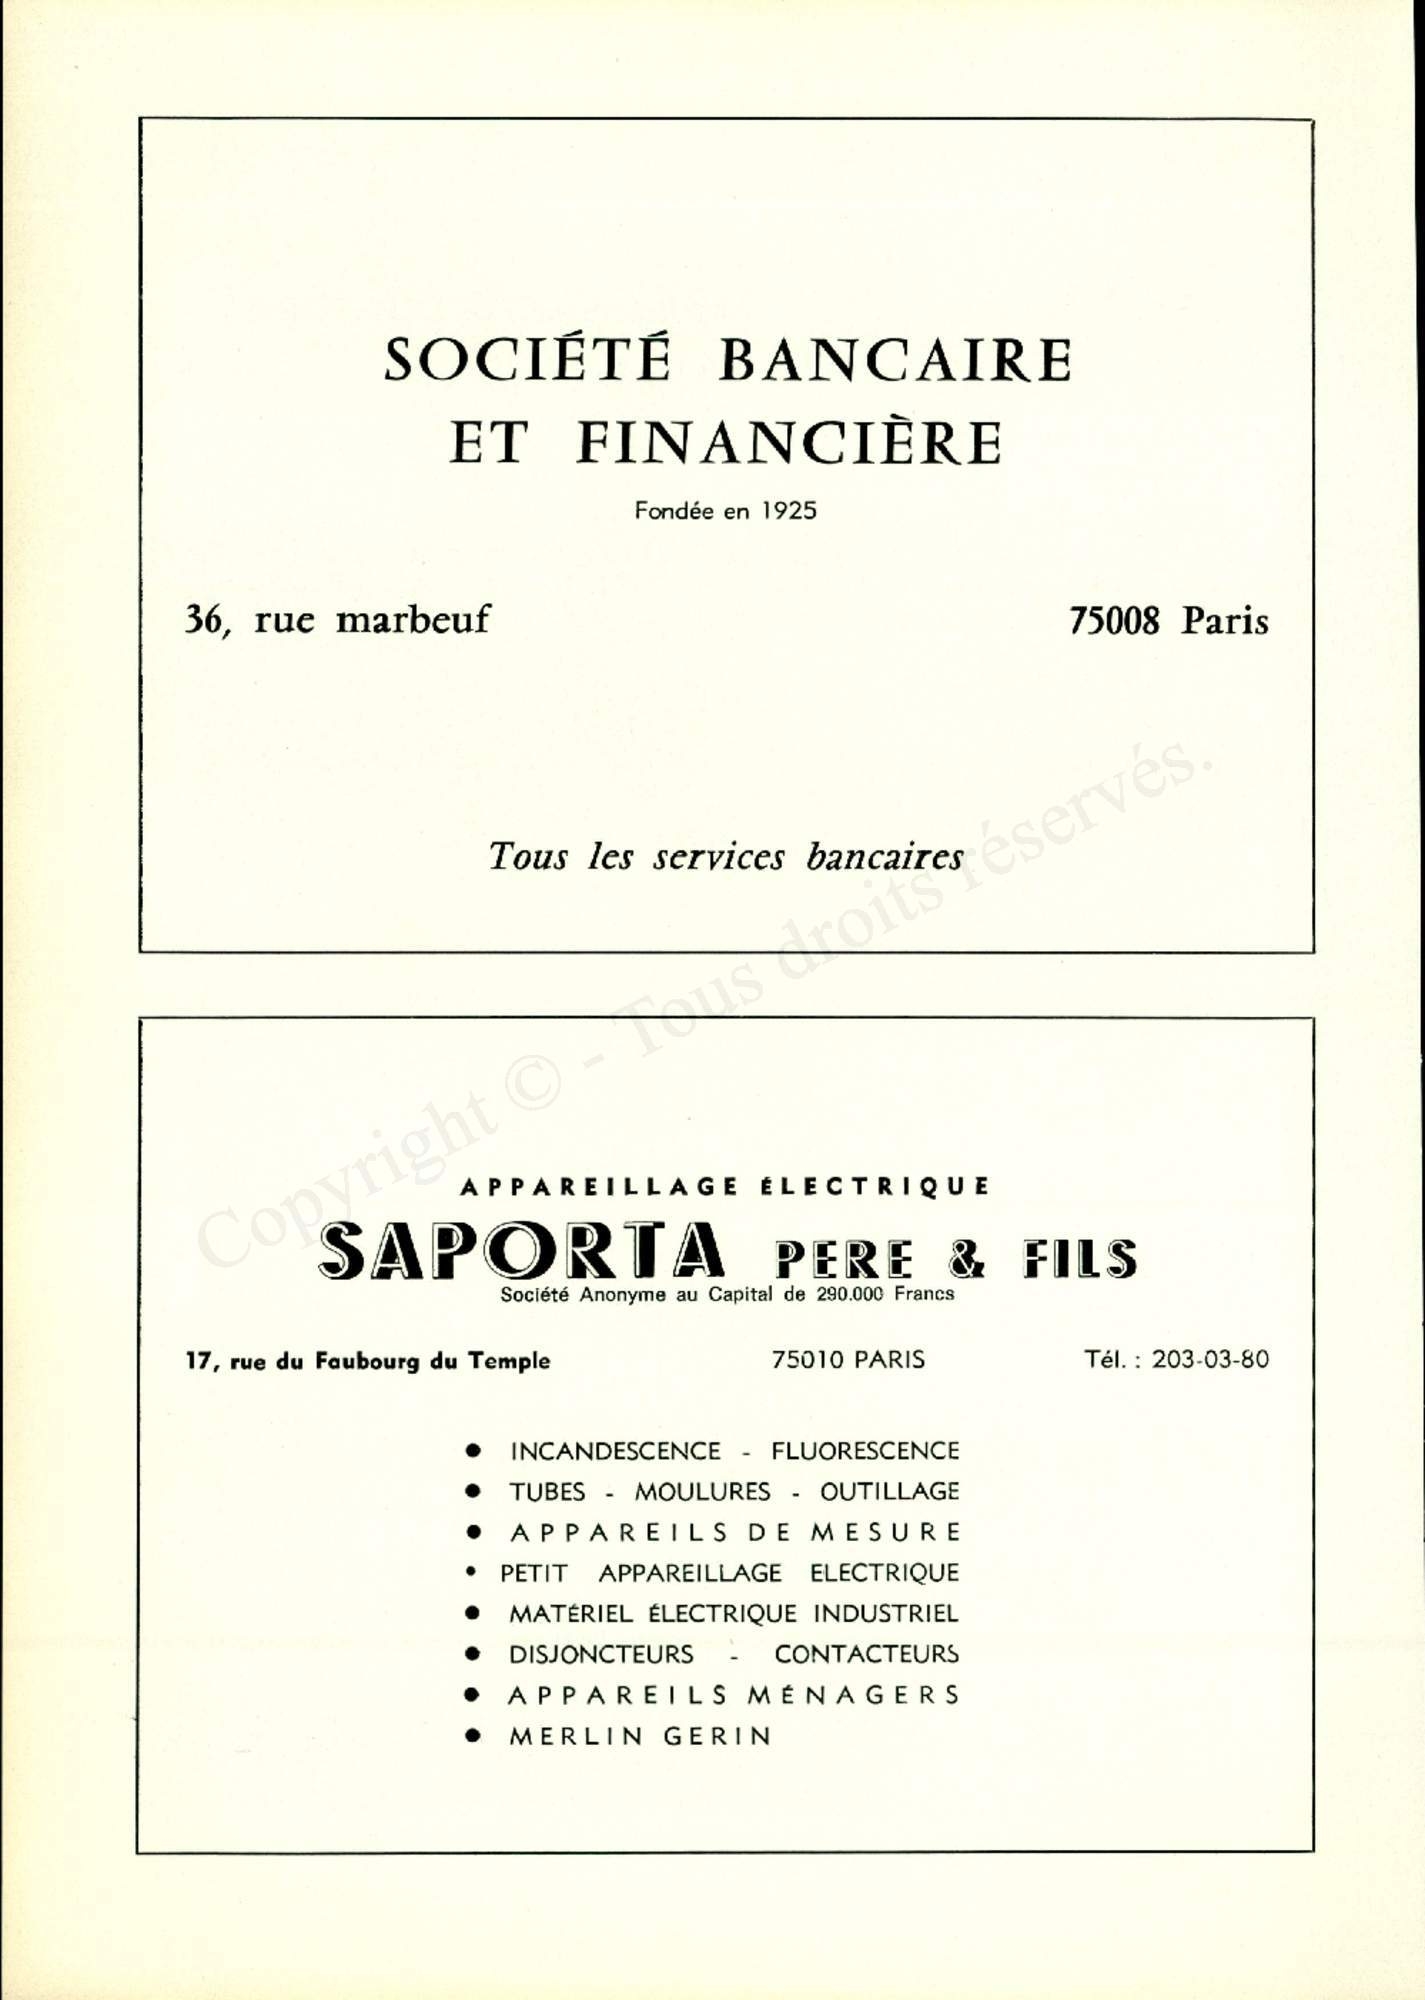 SOCIÉTÉ BANCAIRE
ET FINANCIÈRE
Fondée en 1925
36, rue marbeuf 75008 Paris
Tous les services bancaires
Copyright © - Tous droits réservés.
APPAREILLAGE ÉLECTRIQUE
SAPORTA PERE & FILS
Société Anonyme au Capital de 290.000 Francs
17, rue du Faubourg du Temple 75010 PARIS Tél. : 203-03-80
● INCANDESCENCE - FLUORESCENCE
● TUBES - MOULURES - OUTILLAGE
● APPAREILS DE MESURE
• PETIT APPAREILLAGE ELECTRIQUE
● MATÉRIEL ÉLECTRIQUE INDUSTRIEL
● DISJONCTEURS - CONTACTEURS
● APPAREILS MÉNAGERS
● MERLIN GERIN